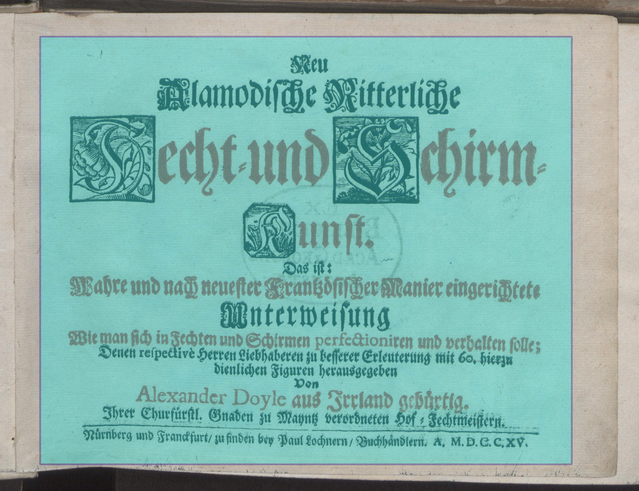 Neu
Alamodische Ritterliche
Fecht- und Schirm-
Kunst.
Das ist:
Wahre und nach neuester Frantzösischer Manier eingerichtete
Unterweisung
Wie man sich in Fechten und Schirmen perfectioniren und verhalten solle;
Denen respectivè Herren Liebhaberen zu besserer Erleuterung mit 60. hierzu
dienlichen Figuren herausgegeben
Von
Alexander Doyle aus Irrland gebürtig.
Ihrer Churfürstl. Gnaden zu Mayntz verordneten Hof-Fechtmeistern.
Nürnberg und Franckfurt/ zu finden bey Paul Lochnern/ Buchhändlern. A. M.D.C.C.XV.